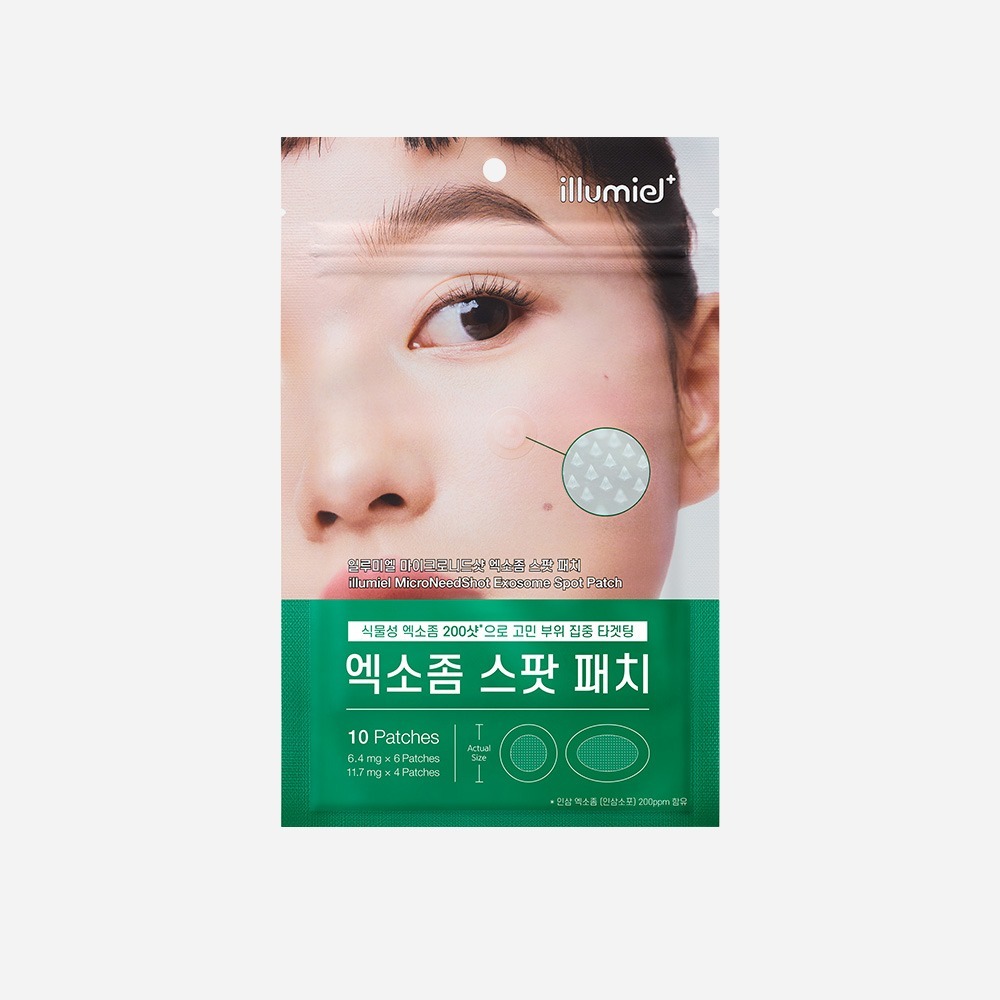 illumiel+
일루미엘 마이크로니드샷 엑소좀 스팟 패치
illumiel MicroNeedShot Exosome Spot Patch
식물성 엑소좀 200샷*으로 고민 부위 집중 타겟팅
엑소좀 스팟 패치
10 Patches
6.4 mg × 6 Patches
11.7 mg × 4 Patches
Actual
Size
* 인삼 엑소좀 (인삼소포) 200ppm 함유